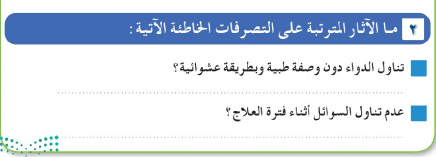 ٢ ما الآثار المترتبة على التصرفات الخاطئة الآتية :
تناول الدواء دون وصفة طبية وبطريقة عشوائية؟
عدم تناول السوائل أثناء فترة العلاج؟